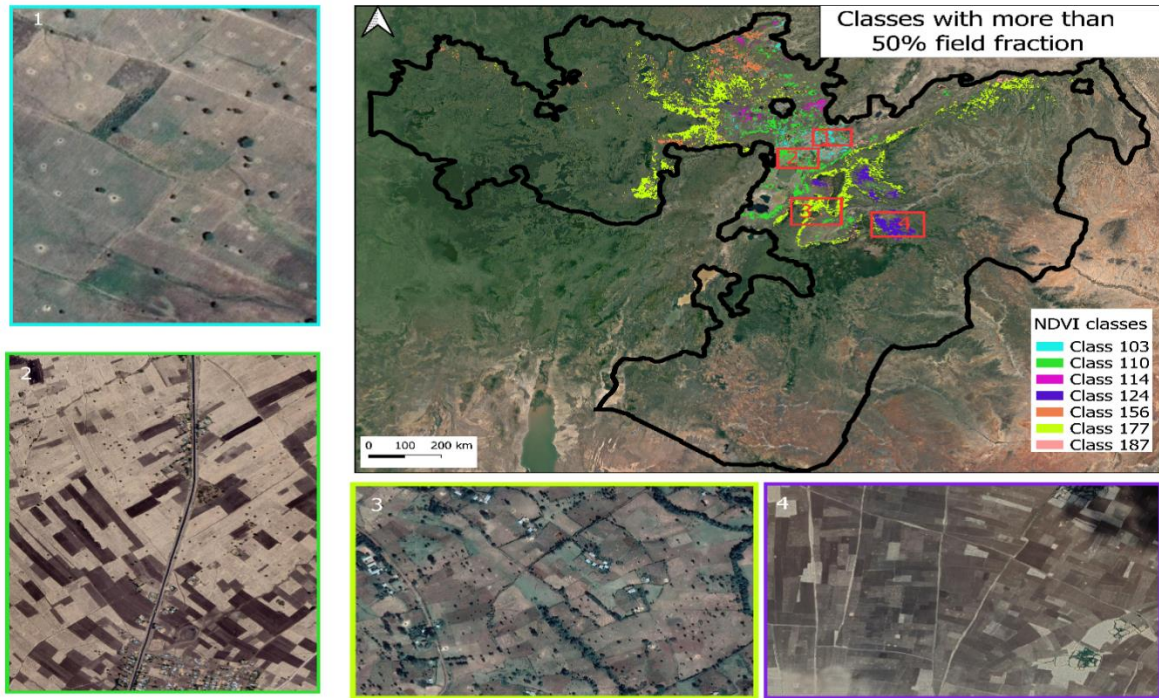 1
Classes with more than
50% field fraction
NDVI classes
Class 103
Class 110
Class 114
Class 124
Class 156
Class 177
Class 187
0 100 200 km
2
3
4